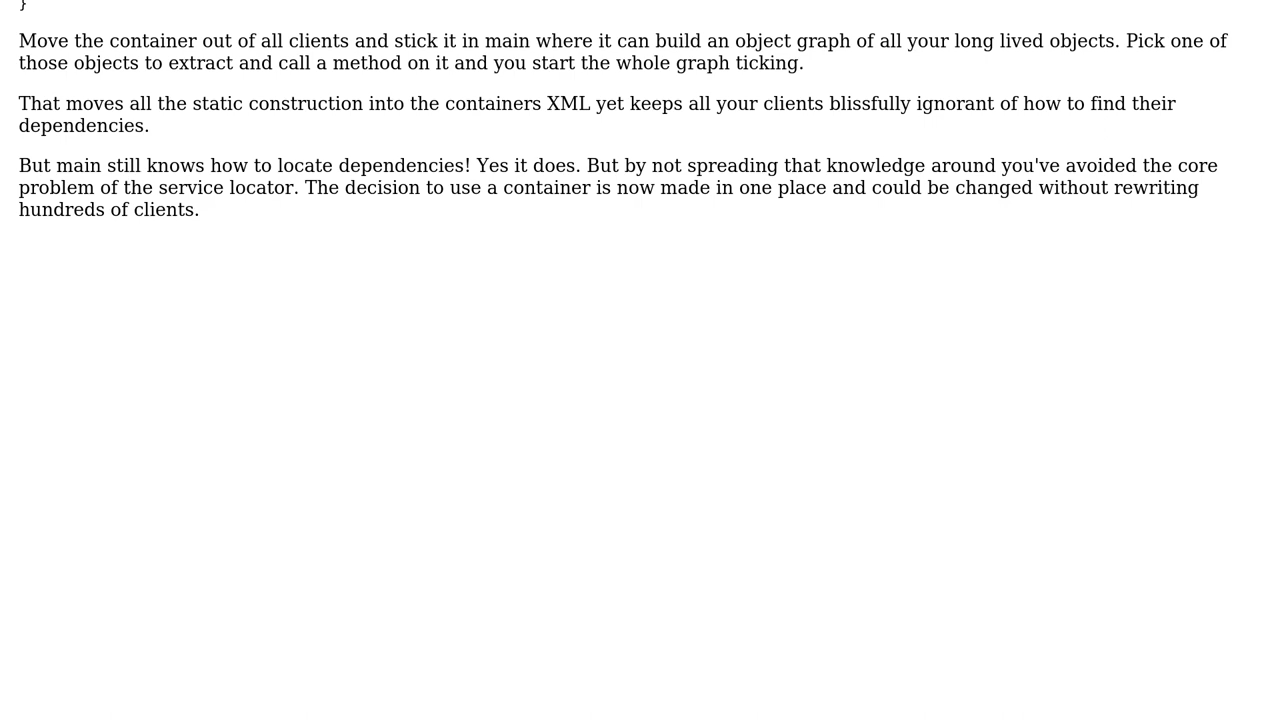 }
Move the container out of all clients and stick it in main where it can build an object graph of all your long lived objects. Pick one of
those objects to extract and call a method on it and you start the whole graph ticking.
That moves all the static construction into the containers XML yet keeps all your clients blissfully ignorant of how to find their
dependencies.
But main still knows how to locate dependencies! Yes it does. But by not spreading that knowledge around you've avoided the core
problem of the service locator. The decision to use a container is now made in one place and could be changed without rewriting
hundreds of clients.